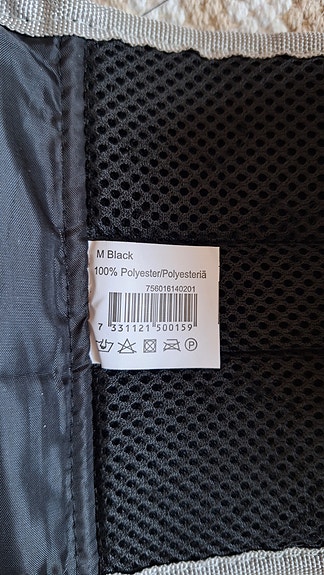 M Black
100% Polyester/Polyesteriä
756016140201
7 331121 500159
P